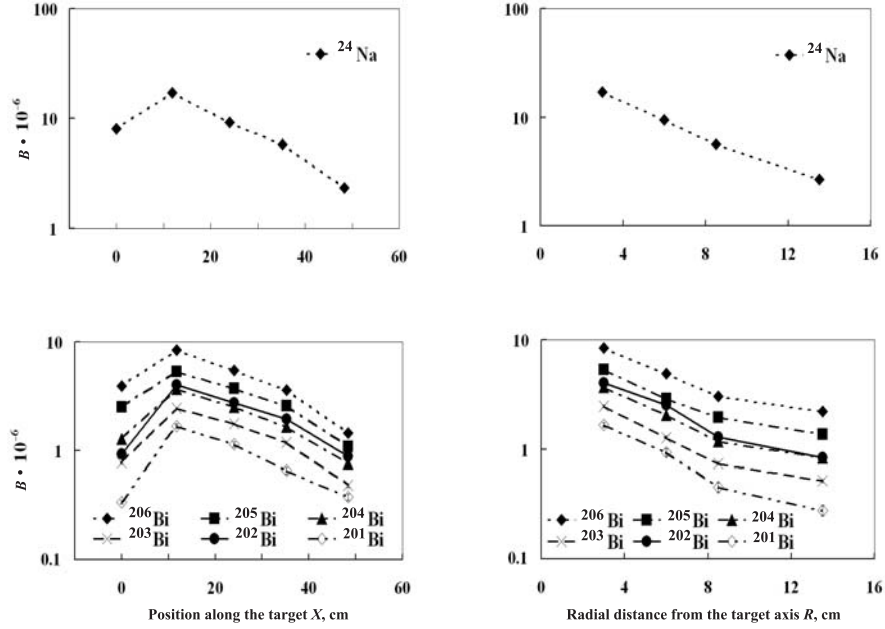 100
10
1
B • 10⁻⁶
²⁴Na
0 20 40 60
100
10
1
²⁴Na
0 4 8 12 16
10
1
0.1
B • 10⁻⁶
²⁰⁶Bi ²⁰⁵Bi ²⁰⁴Bi
²⁰³Bi ²⁰²Bi ²⁰¹Bi
0 20 40 60
Position along the target X, cm
10
1
0.1
²⁰⁶Bi ²⁰⁵Bi ²⁰⁴Bi
²⁰³Bi ²⁰²Bi ²⁰¹Bi
0 4 8 12 16
Radial distance from the target axis R, cm